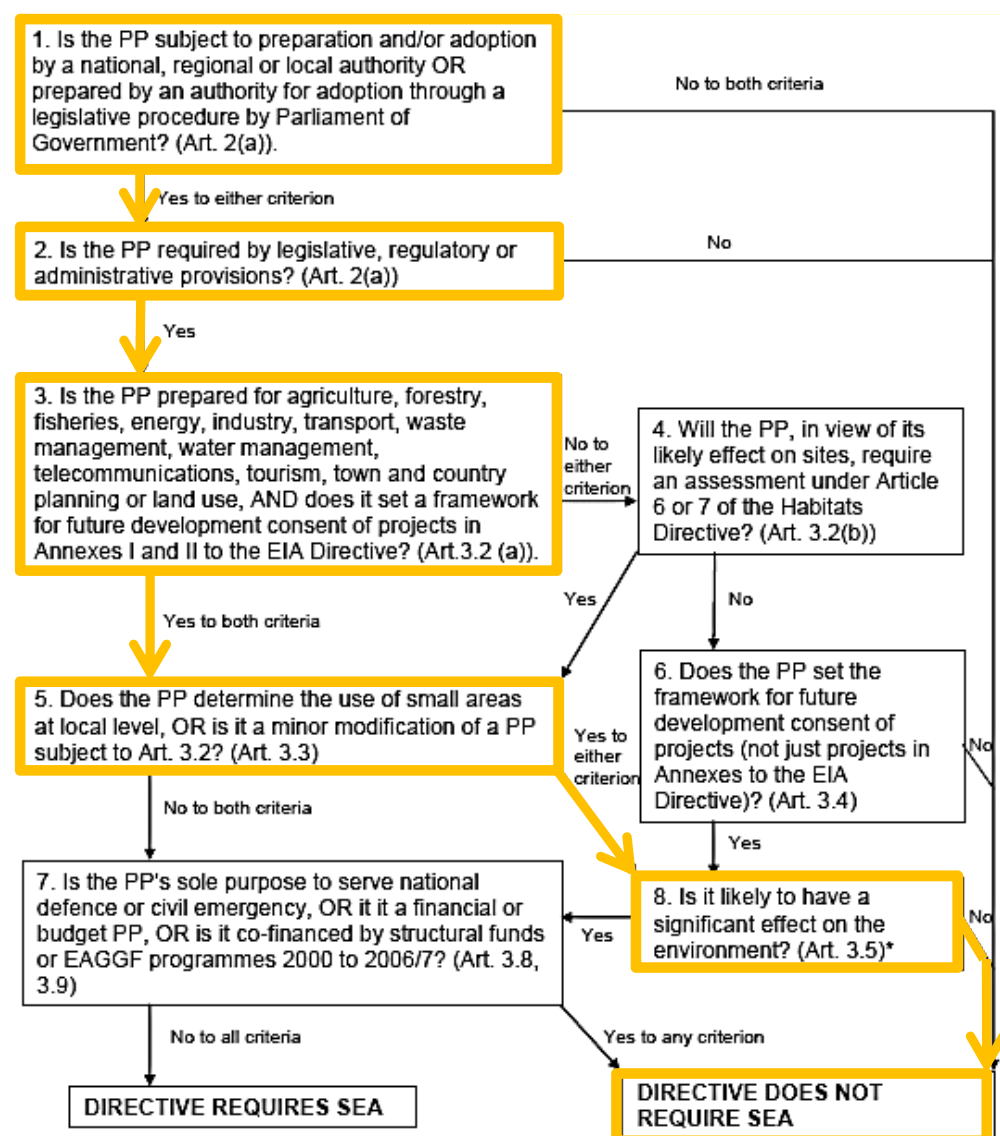 1. Is the PP subject to preparation and/or adoption
by a national, regional or local authority OR
prepared by an authority for adoption through a
legislative procedure by Parliament of
Government? (Art. 2(a)).
No to both criteria
Yes to either criterion
2. Is the PP required by legislative, regulatory or
administrative provisions? (Art. 2(a))
No
Yes
3. Is the PP prepared for agriculture, forestry,
fisheries, energy, industry, transport, waste
management, water management,
telecommunications, tourism, town and country
planning or land use, AND does it set a framework
for future development consent of projects in
Annexes I and II to the EIA Directive? (Art.3.2 (a)).
No to
either
criterion
4. Will the PP, in view of its
likely effect on sites, require
an assessment under Article
6 or 7 of the Habitats
Directive? (Art. 3.2(b))
Yes to both criteria
Yes
No
5. Does the PP determine the use of small areas
at local level, OR is it a minor modification of a PP
subject to Art. 3.2? (Art. 3.3)
Yes to
either
criterion
6. Does the PP set the
framework for future
development consent of
projects (not just projects in
Annexes to the EIA
Directive)? (Art. 3.4)
No
No to both criteria
Yes
7. Is the PP's sole purpose to serve national
defence or civil emergency, OR it it a financial or
budget PP, OR is it co-financed by structural funds
or EAGGF programmes 2000 to 2006/7? (Art. 3.8,
3.9)
Yes
8. Is it likely to have a
significant effect on the
environment? (Art. 3.5)*
No
No to all criteria
Yes to any criterion
DIRECTIVE REQUIRES SEA
DIRECTIVE DOES NOT
REQUIRE SEA